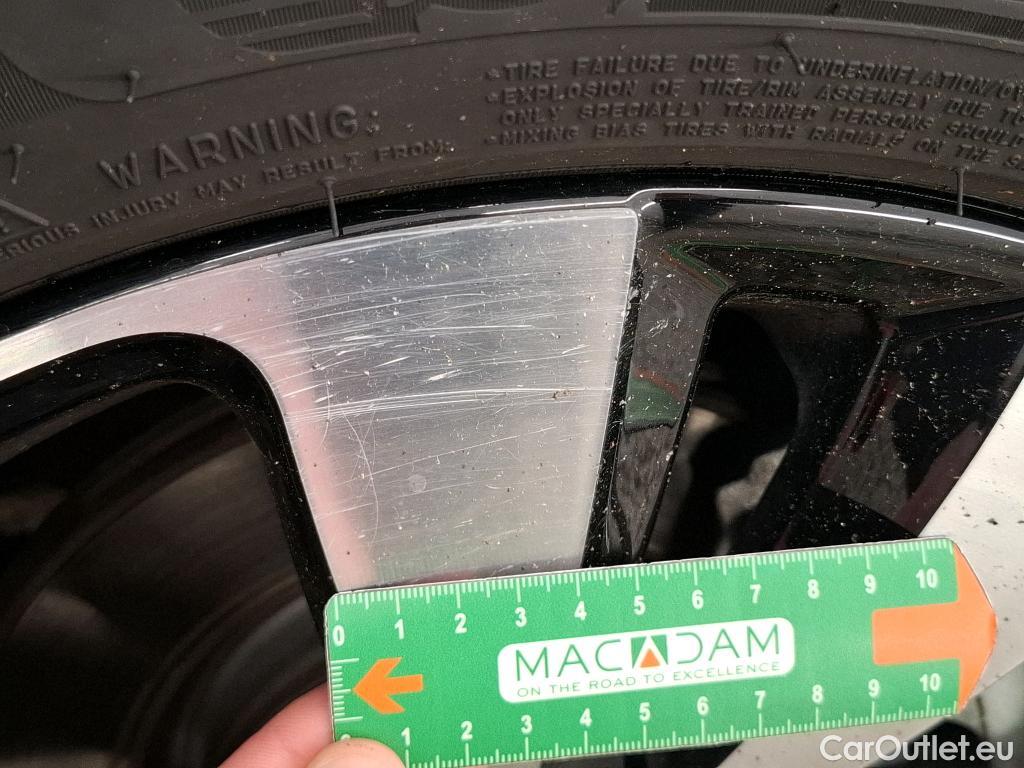 •TIRE FAILURE DUE TO UNDERINFLATION/OV
•EXPLOSION OF TIRE/RIM ASSEMBLY DUE TO
ONLY SPECIALLY TRAINED PERSONS SHOULD
•MIXING BIAS TIRES WITH RADIALS ON THE S
WARNING:
ERIOUS INJURY MAY RESULT FROM:
0 1 2 3 4 5 6 7 8 9 10
MACADAM
ON THE ROAD TO EXCELLENCE
1 2 3 4 5 6 7 8 9 10
CarOutlet.eu